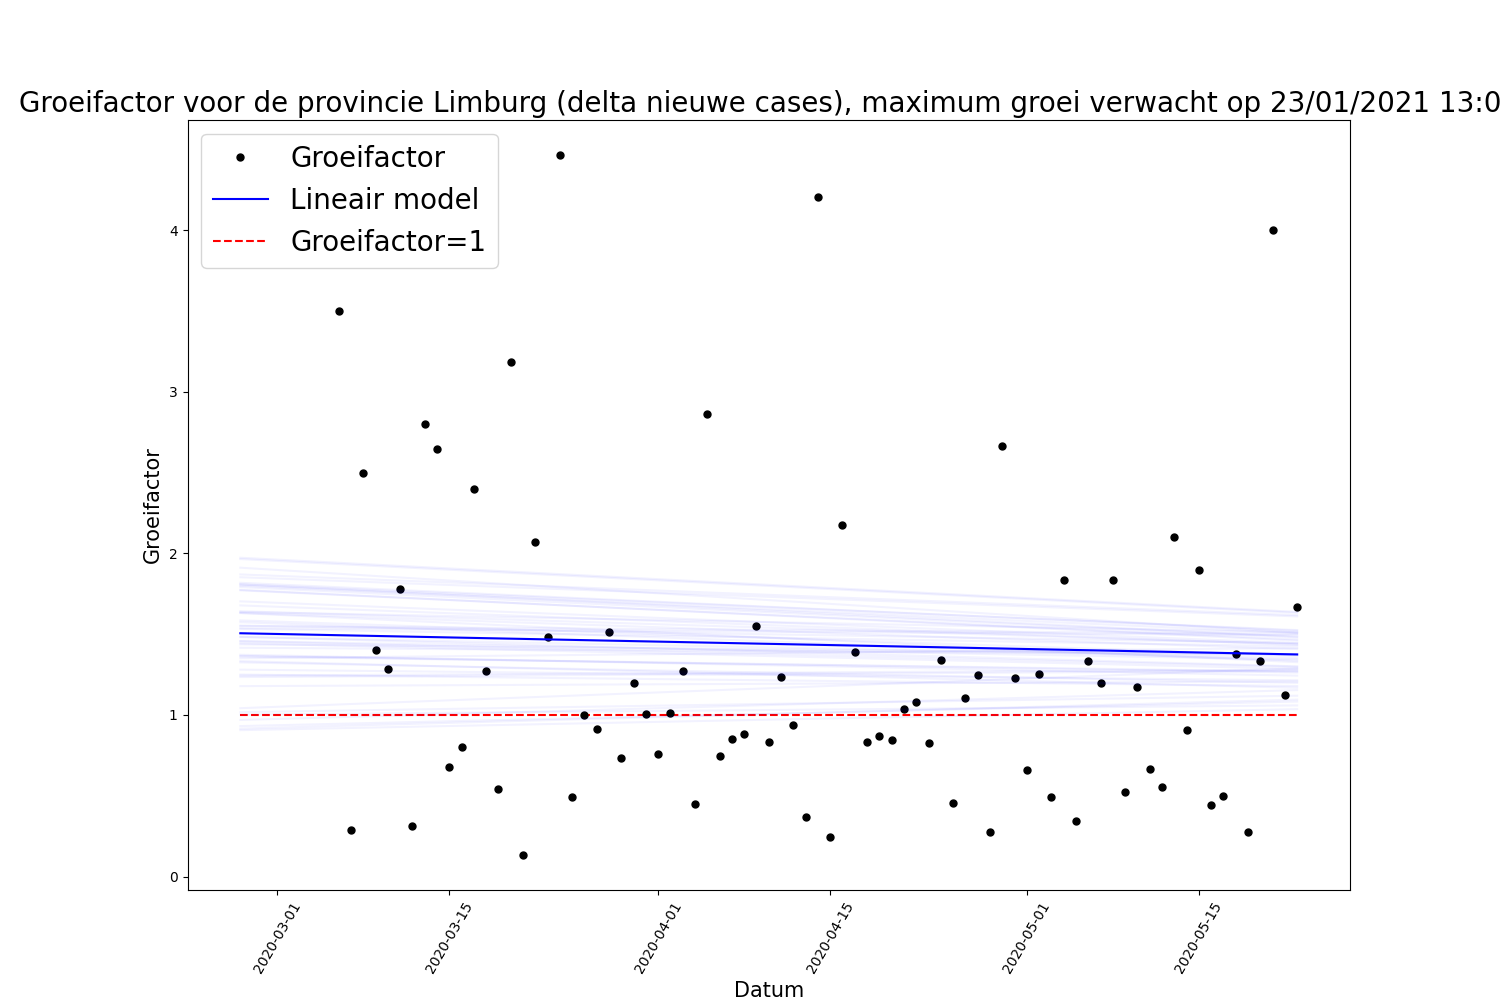 Groeifactor voor de provincie Limburg (delta nieuwe cases), maximum groei verwacht op 23/01/2021 13:0
Groeifactor
Lineair model
Groeifactor=1
Groeifactor
4
3
2
1
0
2020-03-01
2020-03-15
2020-04-01
2020-04-15
2020-05-01
2020-05-15
Datum